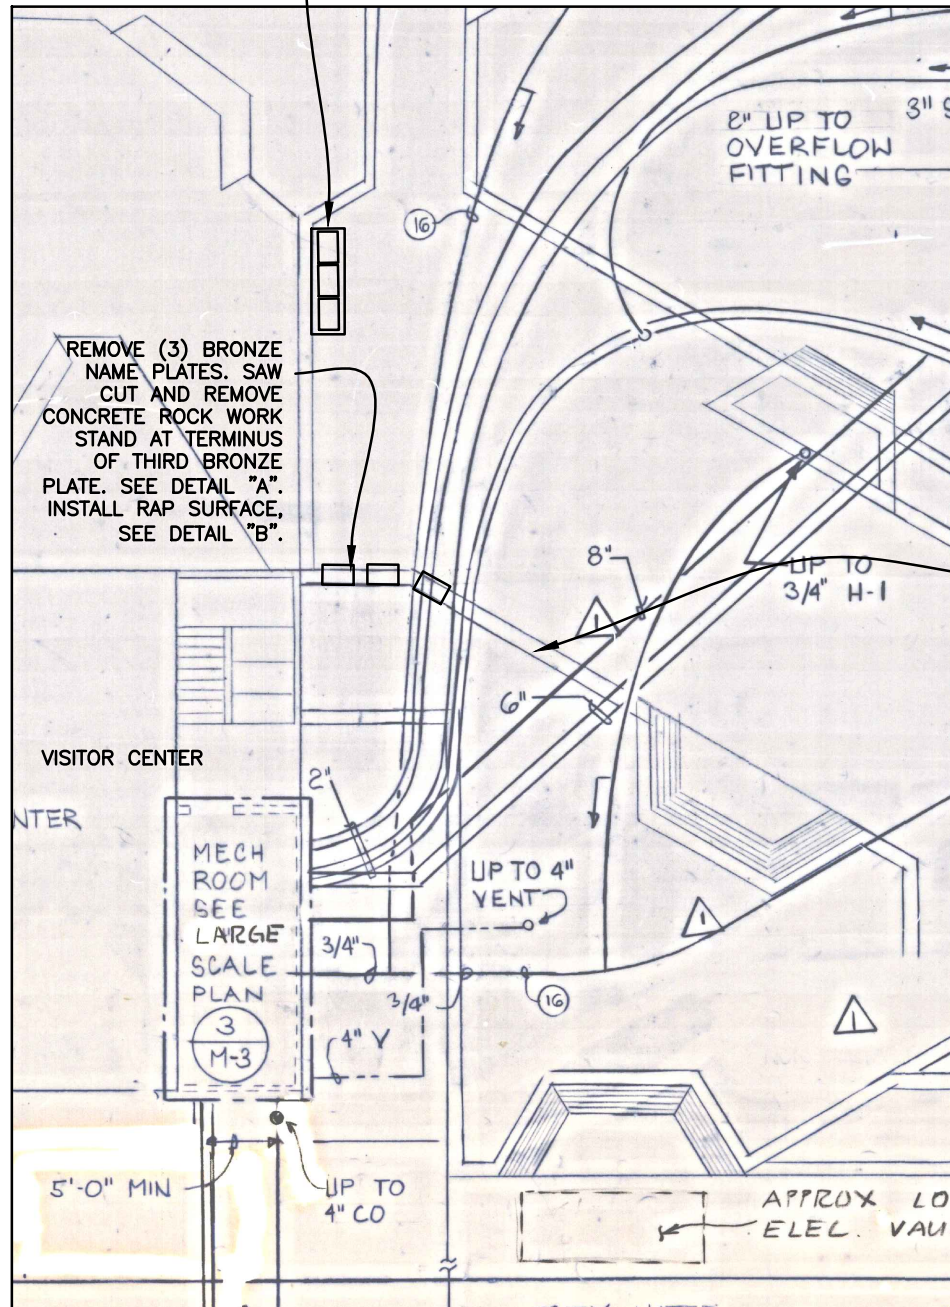 8" UP TO
OVERFLOW
FITTING
3"
16
REMOVE (3) BRONZE
NAME PLATES. SAW
CUT AND REMOVE
CONCRETE ROCK WORK
STAND AT TERMINUS
OF THIRD BRONZE
PLATE. SEE DETAIL "A".
INSTALL RAP SURFACE,
SEE DETAIL "B".
8"
UP TO
3/4" H-1
1
6"
VISITOR CENTER
2"
NTER
MECH
ROOM
SEE
LARGE
SCALE
PLAN
3
M-3
UP TO 4"
VENT
1
3/4"
3/4"
16
1
4" V
5'-0" MIN
UP TO
4" CO
APPROX LO
ELEC. VAU